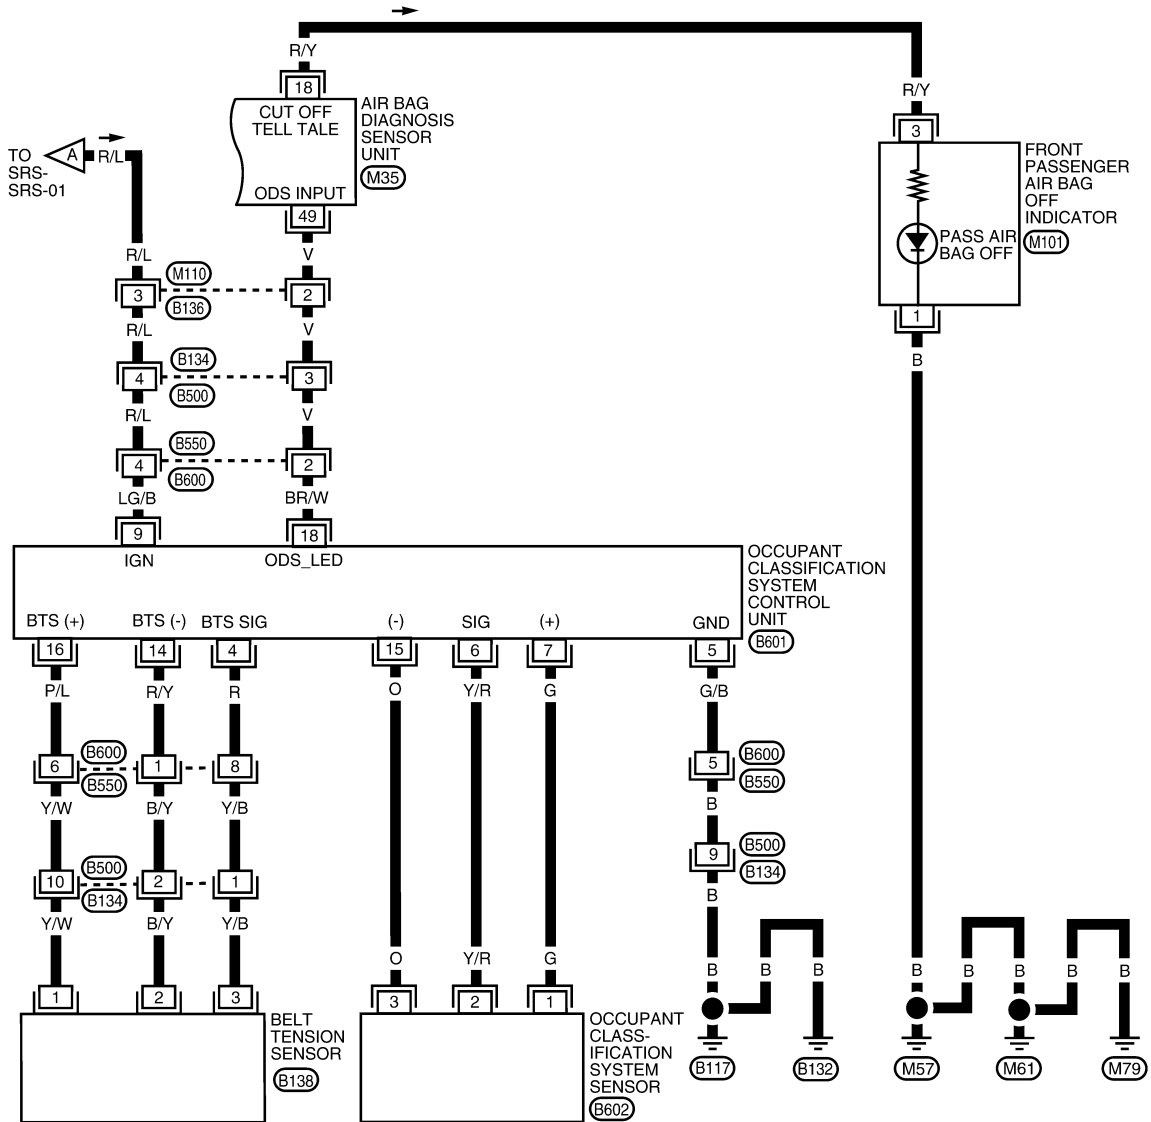 R/Y
18
CUT OFF
TELL TALE
ODS INPUT
49
AIR BAG
DIAGNOSIS
SENSOR
UNIT
M35
R/Y
3
PASS AIR
BAG OFF
1
FRONT
PASSENGER
AIR BAG
OFF
INDICATOR
M101
B
TO
SRS-
SRS-01
A
R/L
R/L
V
3
M110
B136
2
R/L
V
4
B134
B500
3
R/L
V
4
B550
B600
2
LG/B
BR/W
9
18
IGN
ODS_LED
OCCUPANT
CLASSIFICATION
SYSTEM
CONTROL
UNIT
B601
BTS (+)
BTS (-)
BTS SIG
(-)
SIG
(+)
GND
16
14
4
15
6
7
5
P/L
R/Y
R
O
Y/R
G
G/B
6
B600
B550
1
8
5
B600
B550
Y/W
B/Y
Y/B
B
10
B500
B134
2
1
9
B500
B134
Y/W
B/Y
Y/B
B
O
Y/R
G
B
B
B
B
B
B
B
B
1
2
3
3
2
1
BELT
TENSION
SENSOR
B138
OCCUPANT
CLASS-
IFICATION
SYSTEM
SENSOR
B602
B117
B132
M57
M61
M79